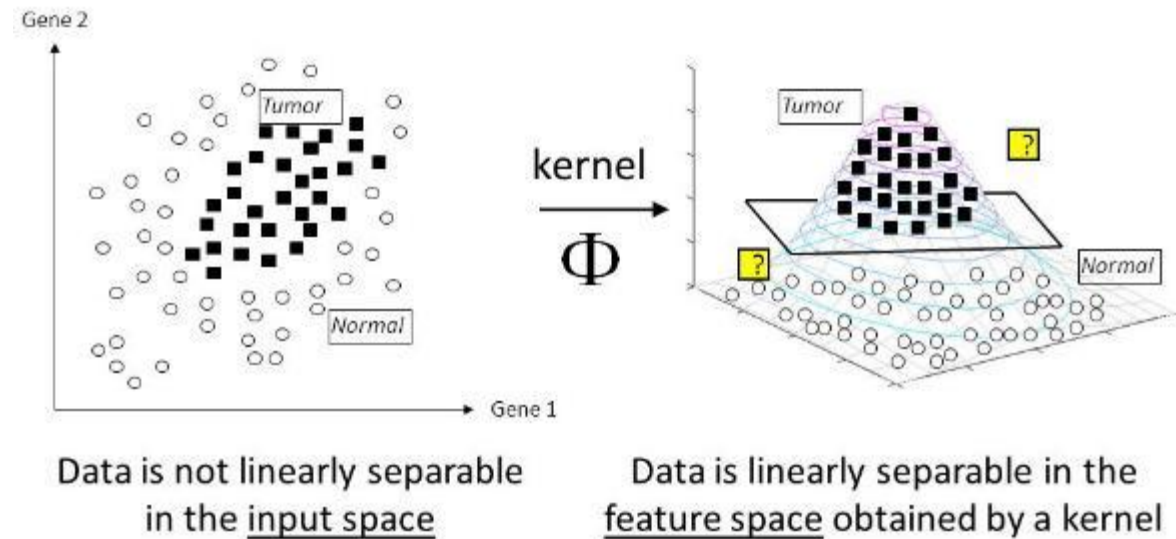 Gene 2
Tumor
Normal
Gene 1
kernel
Φ
Tumor
?
?
Normal
Data is not linearly separable
in the input space
Data is linearly separable in the
feature space obtained by a kernel